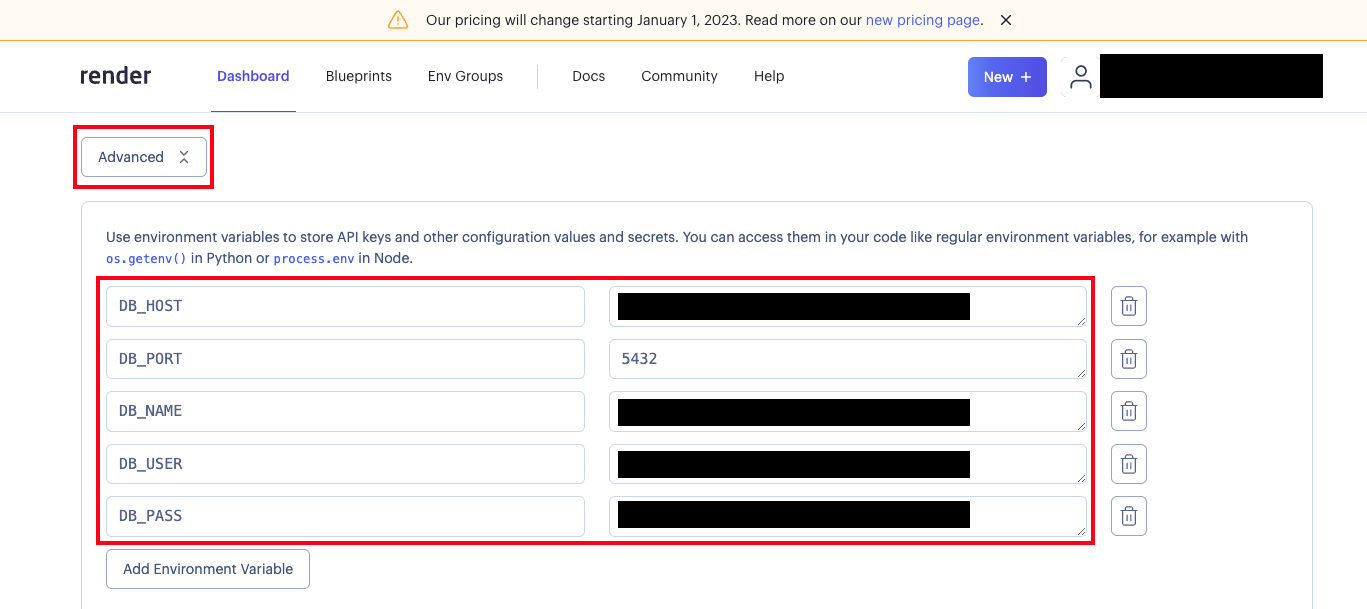 Our pricing will change starting January 1, 2023. Read more on our new pricing page.
render Dashboard Blueprints Env Groups Docs Community Help New +
Advanced
Use environment variables to store API keys and other configuration values and secrets. You can access them in your code like regular environment variables, for example with
os.getenv() in Python or process.env in Node.
DB_HOST
DB_PORT 5432
DB_NAME
DB_USER
DB_PASS
Add Environment Variable